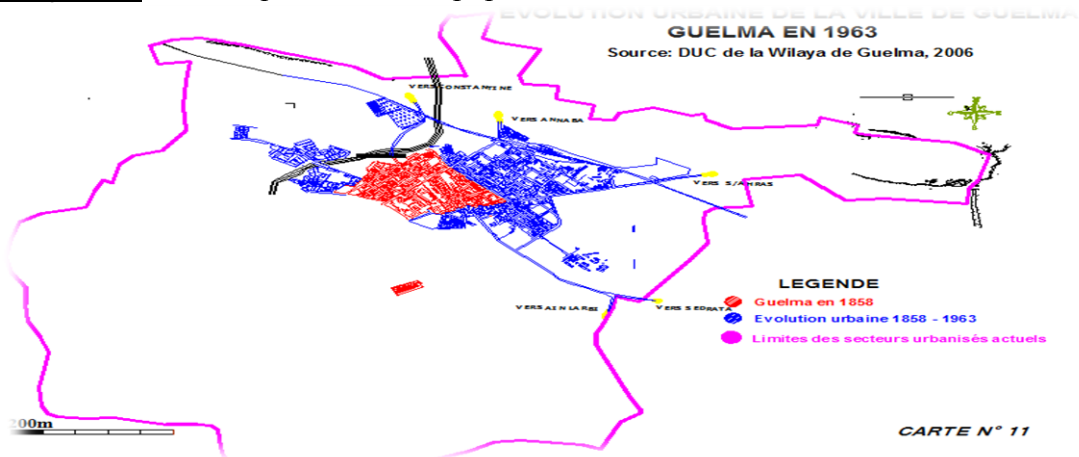 EVOLUTION URBAINE DE LA VILLE DE GUELMA
GUELMA EN 1963
Source: DUC de la Wilaya de Guelma, 2006
VERS CONSTANTINE
VERS ANNABA
VERS S/AHRAS
VERS AIN LARBI
VERS SEDRATA
LEGENDE
Guelma en 1858
Evolution urbaine 1858 - 1963
Limites des secteurs urbanisés actuels
200m
CARTE N° 11